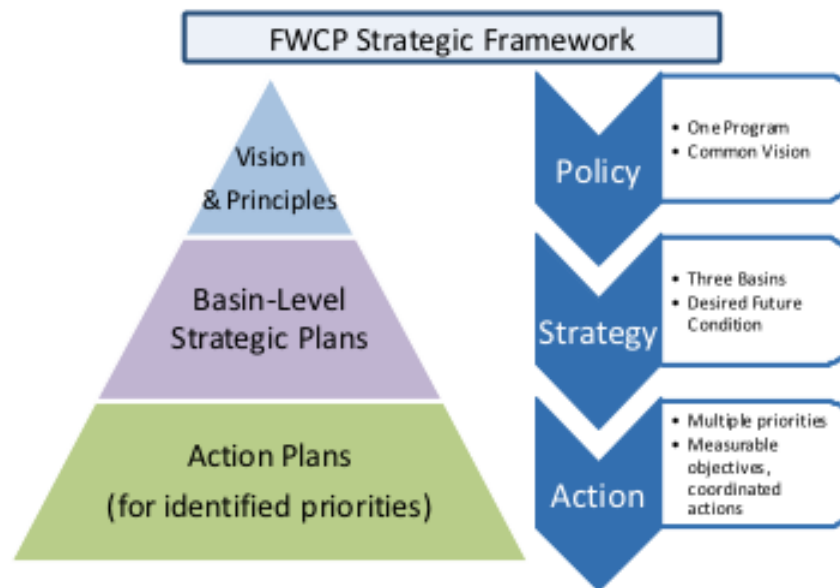 FWCP Strategic Framework
Vision
& Principles
Basin-Level
Strategic Plans
Action Plans
(for identified priorities)
Policy
• One Program
• Common Vision
Strategy
• Three Basins
• Desired Future
Condition
Action
• Multiple priorities
• Measurable
objectives,
coordinated
actions